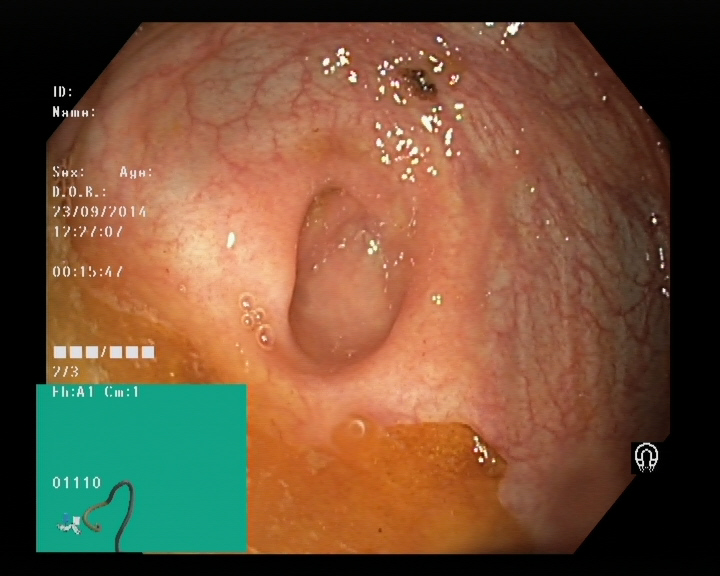 ID:
Name:
Sex: Age:
D.O.B.:
23/09/2014
12:27:07
00:15:47
■■■/■■■
2/3
Eh:A1 Cm:1
01110